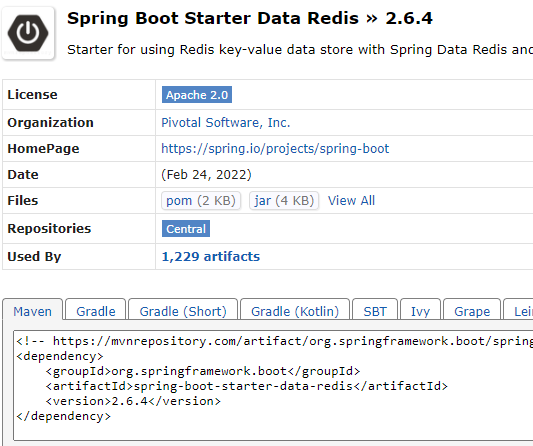 Spring Boot Starter Data Redis » 2.6.4
Starter for using Redis key-value data store with Spring Data Redis and
License Apache 2.0
Organization Pivotal Software, Inc.
HomePage https://spring.io/projects/spring-boot
Date (Feb 24, 2022)
Files pom (2 KB) jar (4 KB) View All
Repositories Central
Used By 1,229 artifacts
Maven Gradle Gradle (Short) Gradle (Kotlin) SBT Ivy Grape Lei
<!-- https://mvnrepository.com/artifact/org.springframework.boot/spring
<dependency>
    <groupId>org.springframework.boot</groupId>
    <artifactId>spring-boot-starter-data-redis</artifactId>
    <version>2.6.4</version>
</dependency>